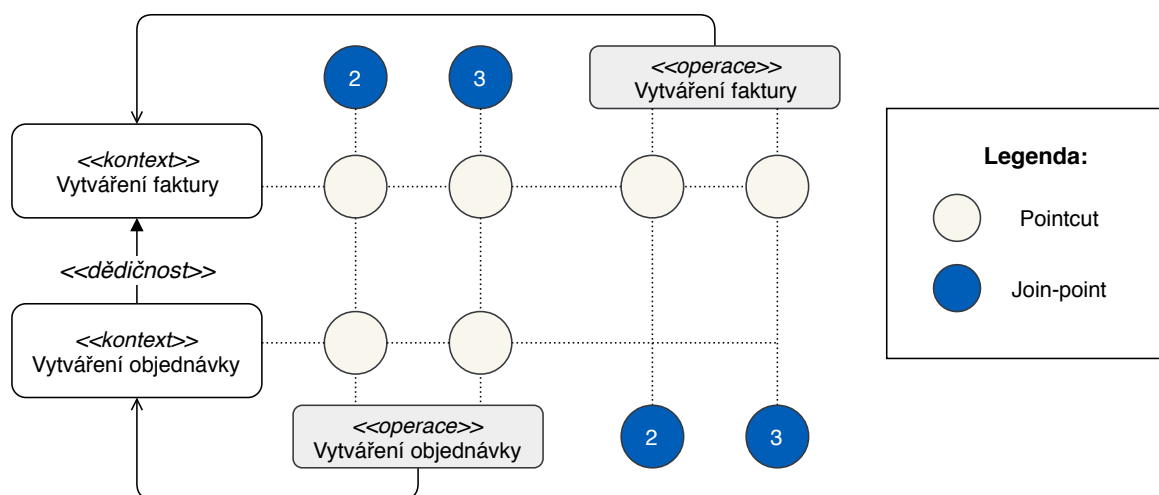 2
3
<<operace>>
Vytváření faktury
<<kontext>>
Vytváření faktury
Legenda:
Pointcut
<<dědičnost>>
Join-point
<<kontext>>
Vytváření objednávky
<<operace>>
Vytváření objednávky
2
3